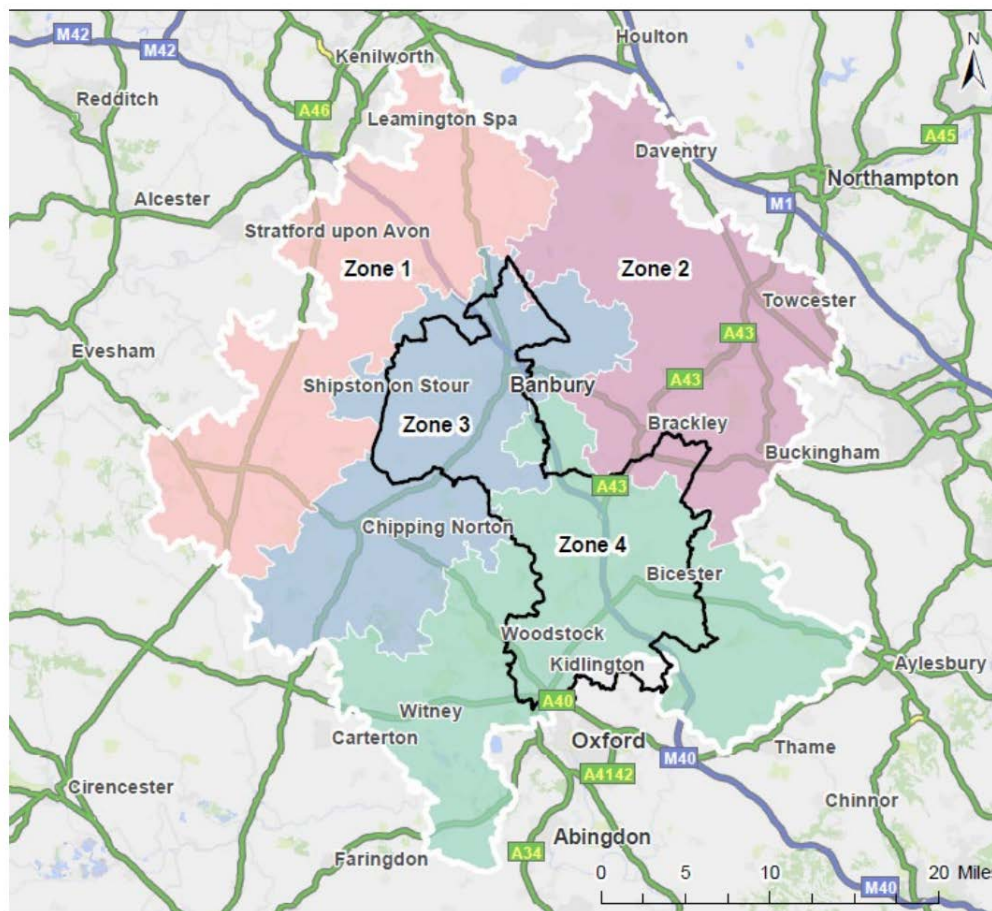 M42
M42
Kenilworth
Houlton
N
Redditch
A46
Leamington Spa
Daventry
A45
Northampton
Alcester
M1
Stratford upon Avon
Zone 1
Zone 2
Towcester
A43
Evesham
Shipston on Stour
Banbury
A43
Zone 3
Brackley
Buckingham
A43
Chipping Norton
Zone 4
Bicester
Woodstock
Kidlington
Aylesbury
A40
Witney
Carterton
Oxford
Thame
M40
A4142
Cirencester
Chinnor
Abingdon
Faringdon
A34
0 5 10 20 Miles
M40